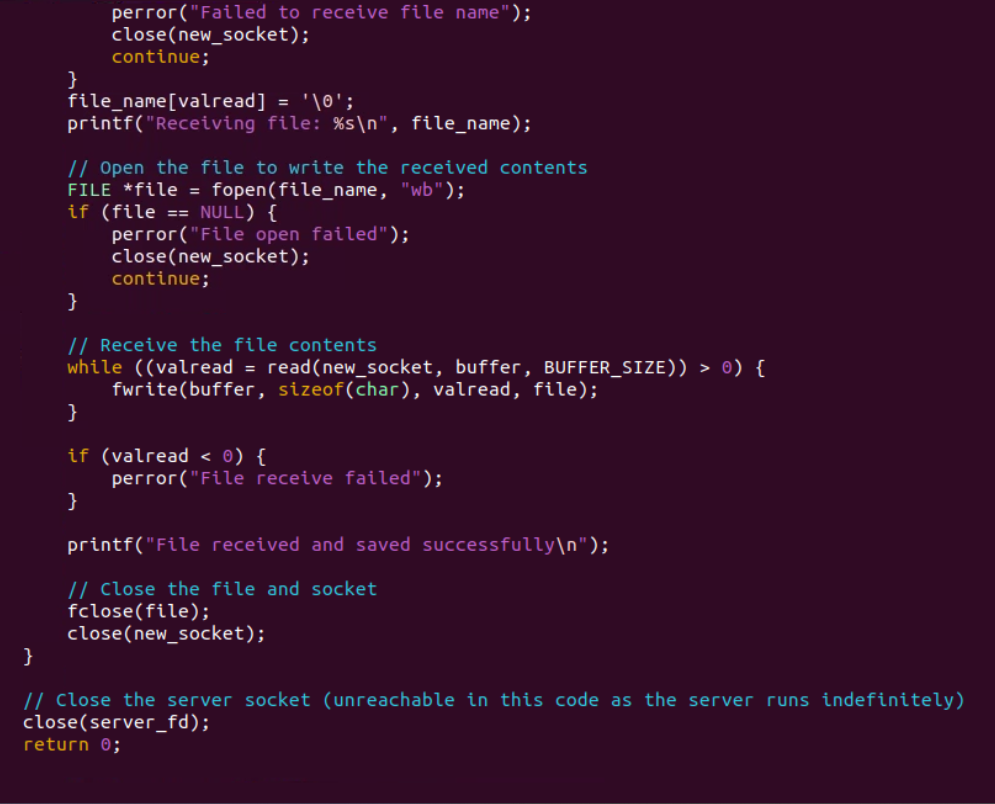 perror("Failed to receive file name");
close(new_socket);
continue;
}
file_name[valread] = '\0';
printf("Receiving file: %s\n", file_name);
// Open the file to write the received contents
FILE *file = fopen(file_name, "wb");
if (file == NULL) {
perror("File open failed");
close(new_socket);
continue;
}
// Receive the file contents
while ((valread = read(new_socket, buffer, BUFFER_SIZE)) > 0) {
fwrite(buffer, sizeof(char), valread, file);
}
if (valread < 0) {
perror("File receive failed");
}
printf("File received and saved successfully\n");
// Close the file and socket
fclose(file);
close(new_socket);
}
// Close the server socket (unreachable in this code as the server runs indefinitely)
close(server_fd);
return 0;